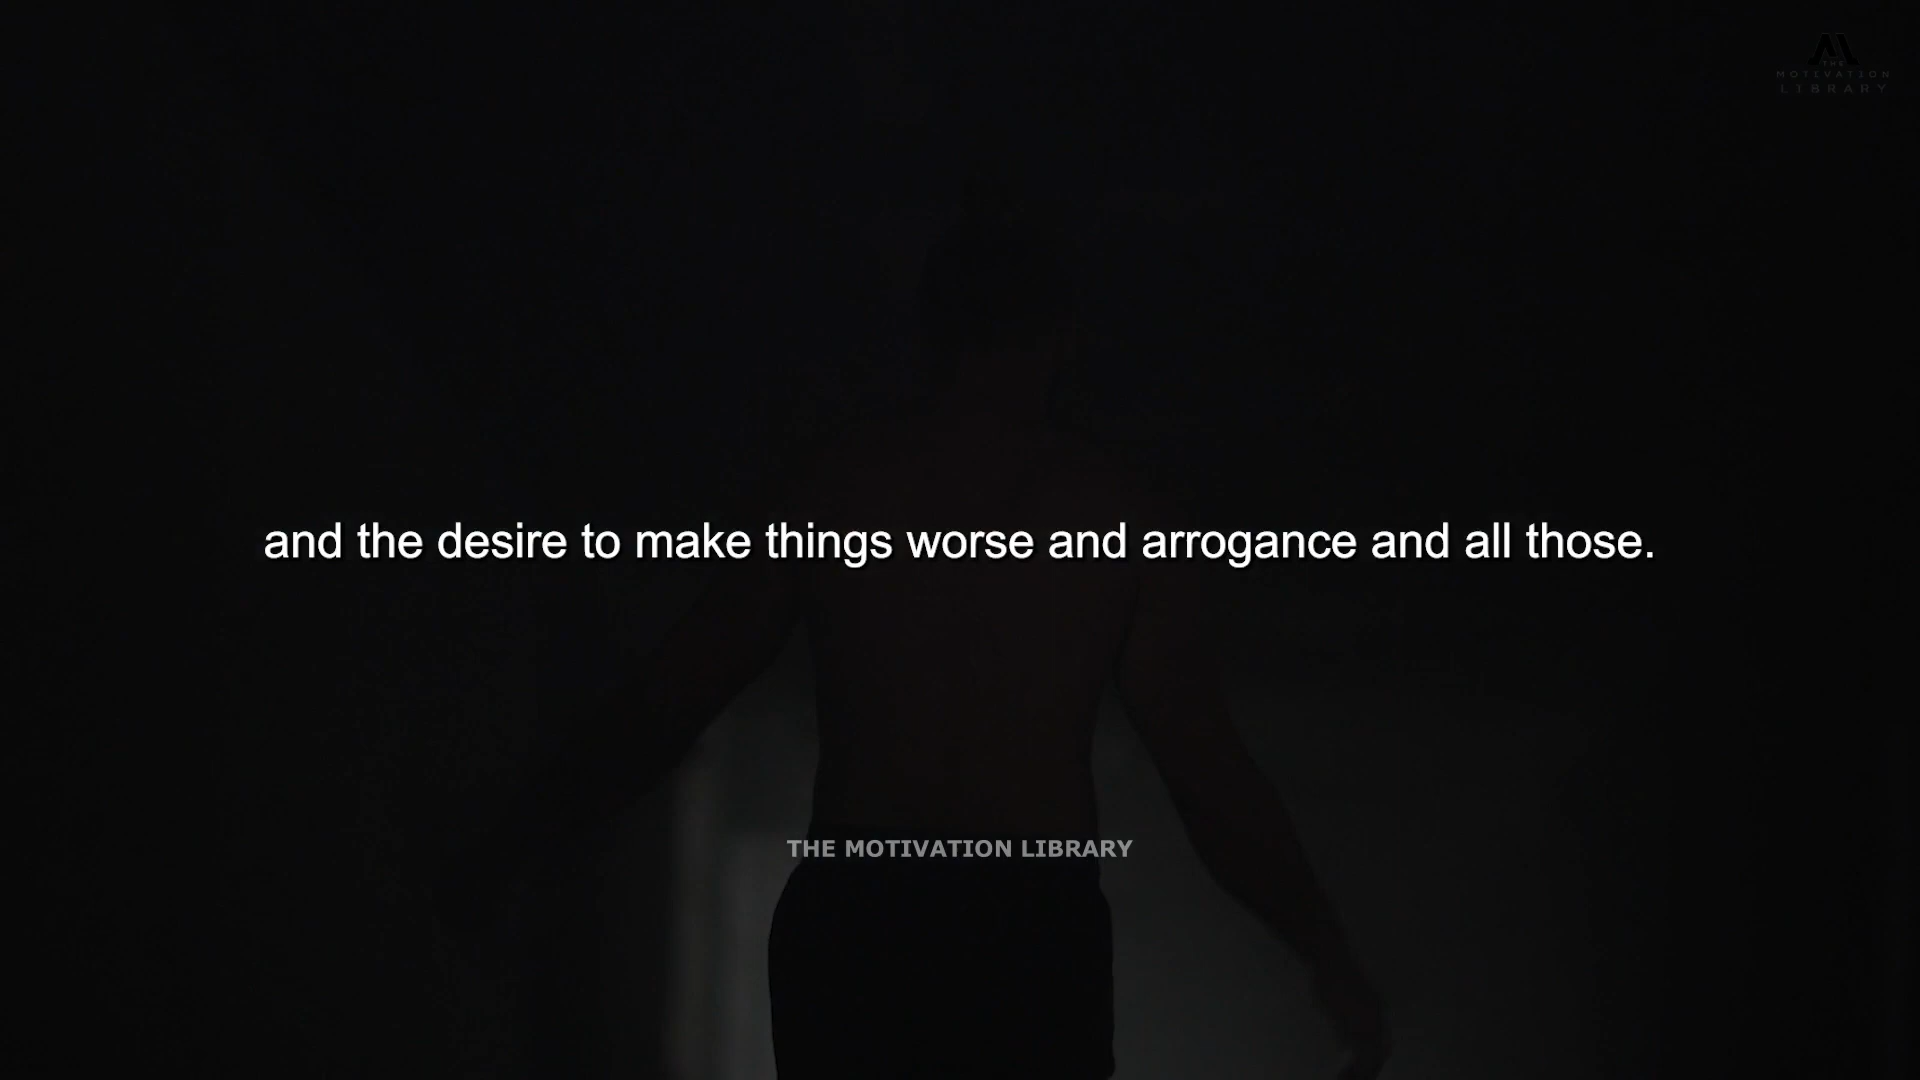 THE
MOTIVATION
LIBRARY
and the desire to make things worse and arrogance and all those.
THE MOTIVATION LIBRARY